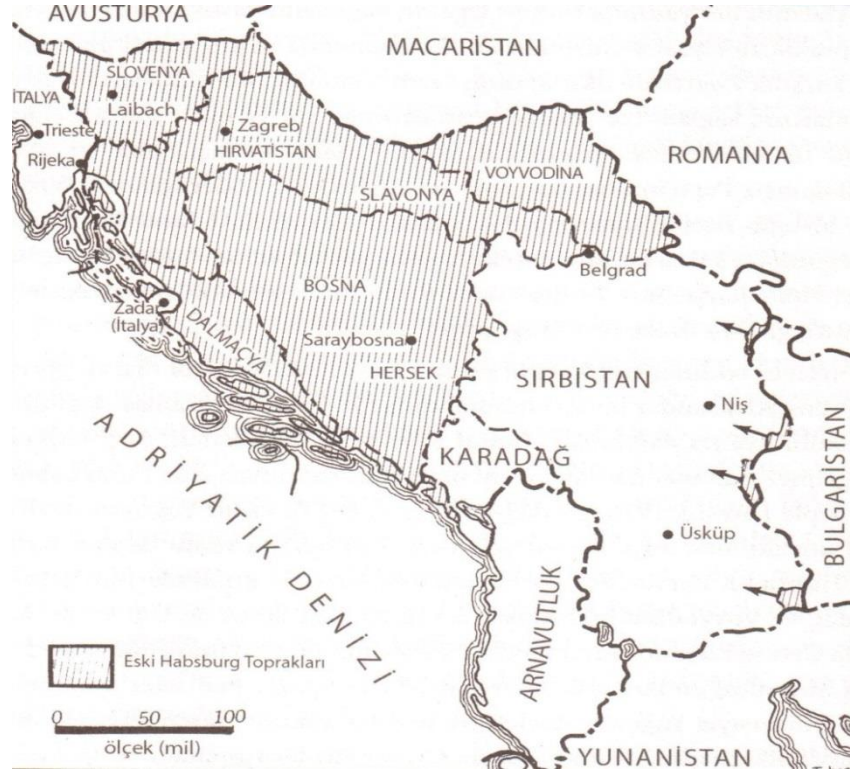 AVUSTURYA
MACARİSTAN
SLOVENYA
Laibach
İTALYA
Trieste
Zagreb
HIRVATİSTAN
Rijeka
ROMANYA
VOYVODİNA
SLAVONYA
Belgrad
BOSNA
Zadar
(İtalya)
DALMAÇYA
Saraybosna
HERSEK
SIRBİSTAN
Niş
KARADAĞ
BULGARİSTAN
Üsküp
ADRİYATİK DENİZİ
ARNAVUTLUK
Eski Habsburg Toprakları
0 50 100
ölçek (mil)
YUNANİSTAN